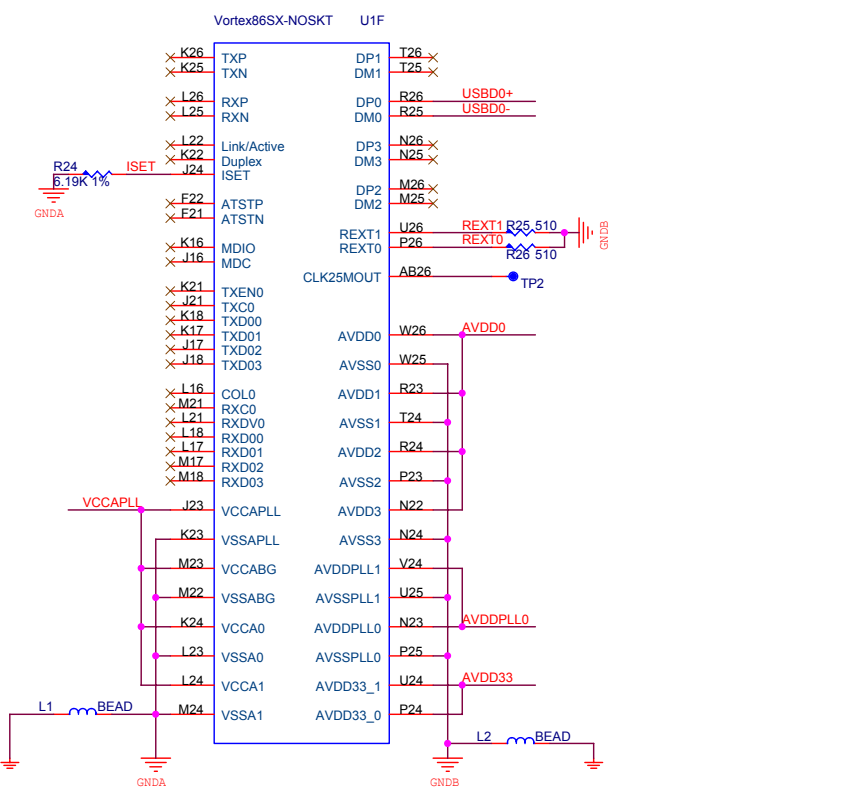 Vortex86SX-NOSKT U1F
K26 TXP DP1 T26
K25 TXN DM1 T25
L26 RXP DP0 R26 USBD0+
L25 RXN DM0 R25 USBD0-
L22 Link/Active DP3 N26
K22 Duplex DM3 N25
R24 ISET J24 ISET
6.19K 1%
GNDA
DP2 M26
F22 ATSTP DM2 M25
F21 ATSTN
REXT1 U26 REXT1 R25 510
K16 MDIO REXT0 P26 REXT0
R26 510
GNDB
J16 MDC
CLK25MOUT AB26 TP2
K21 TXEN0
J21 TXC0
K18 TXD00
K17 TXD01 AVDD0 W26 AVDD0
J17 TXD02
J18 TXD03 AVSS0 W25
L16 COL0 AVDD1 R23
M21 RXC0
L21 RXDV0 AVSS1 T24
L18 RXD00
L17 RXD01 AVDD2 R24
M17 RXD02
M18 RXD03 AVSS2 P23
VCCAPLL J23 VCCAPLL AVDD3 N22
K23 VSSAPLL AVSS3 N24
M23 VCCABG AVDDPLL1 V24
M22 VSSABG AVSSPLL1 U25
K24 VCCA0 AVDDPLL0 N23 AVDDPLL0
L23 VSSA0 AVSSPLL0 P25
L24 VCCA1 AVDD33_1 U24 AVDD33
L1 BEAD M24 VSSA1 AVDD33_0 P24
L2 BEAD
GNDA GNDB